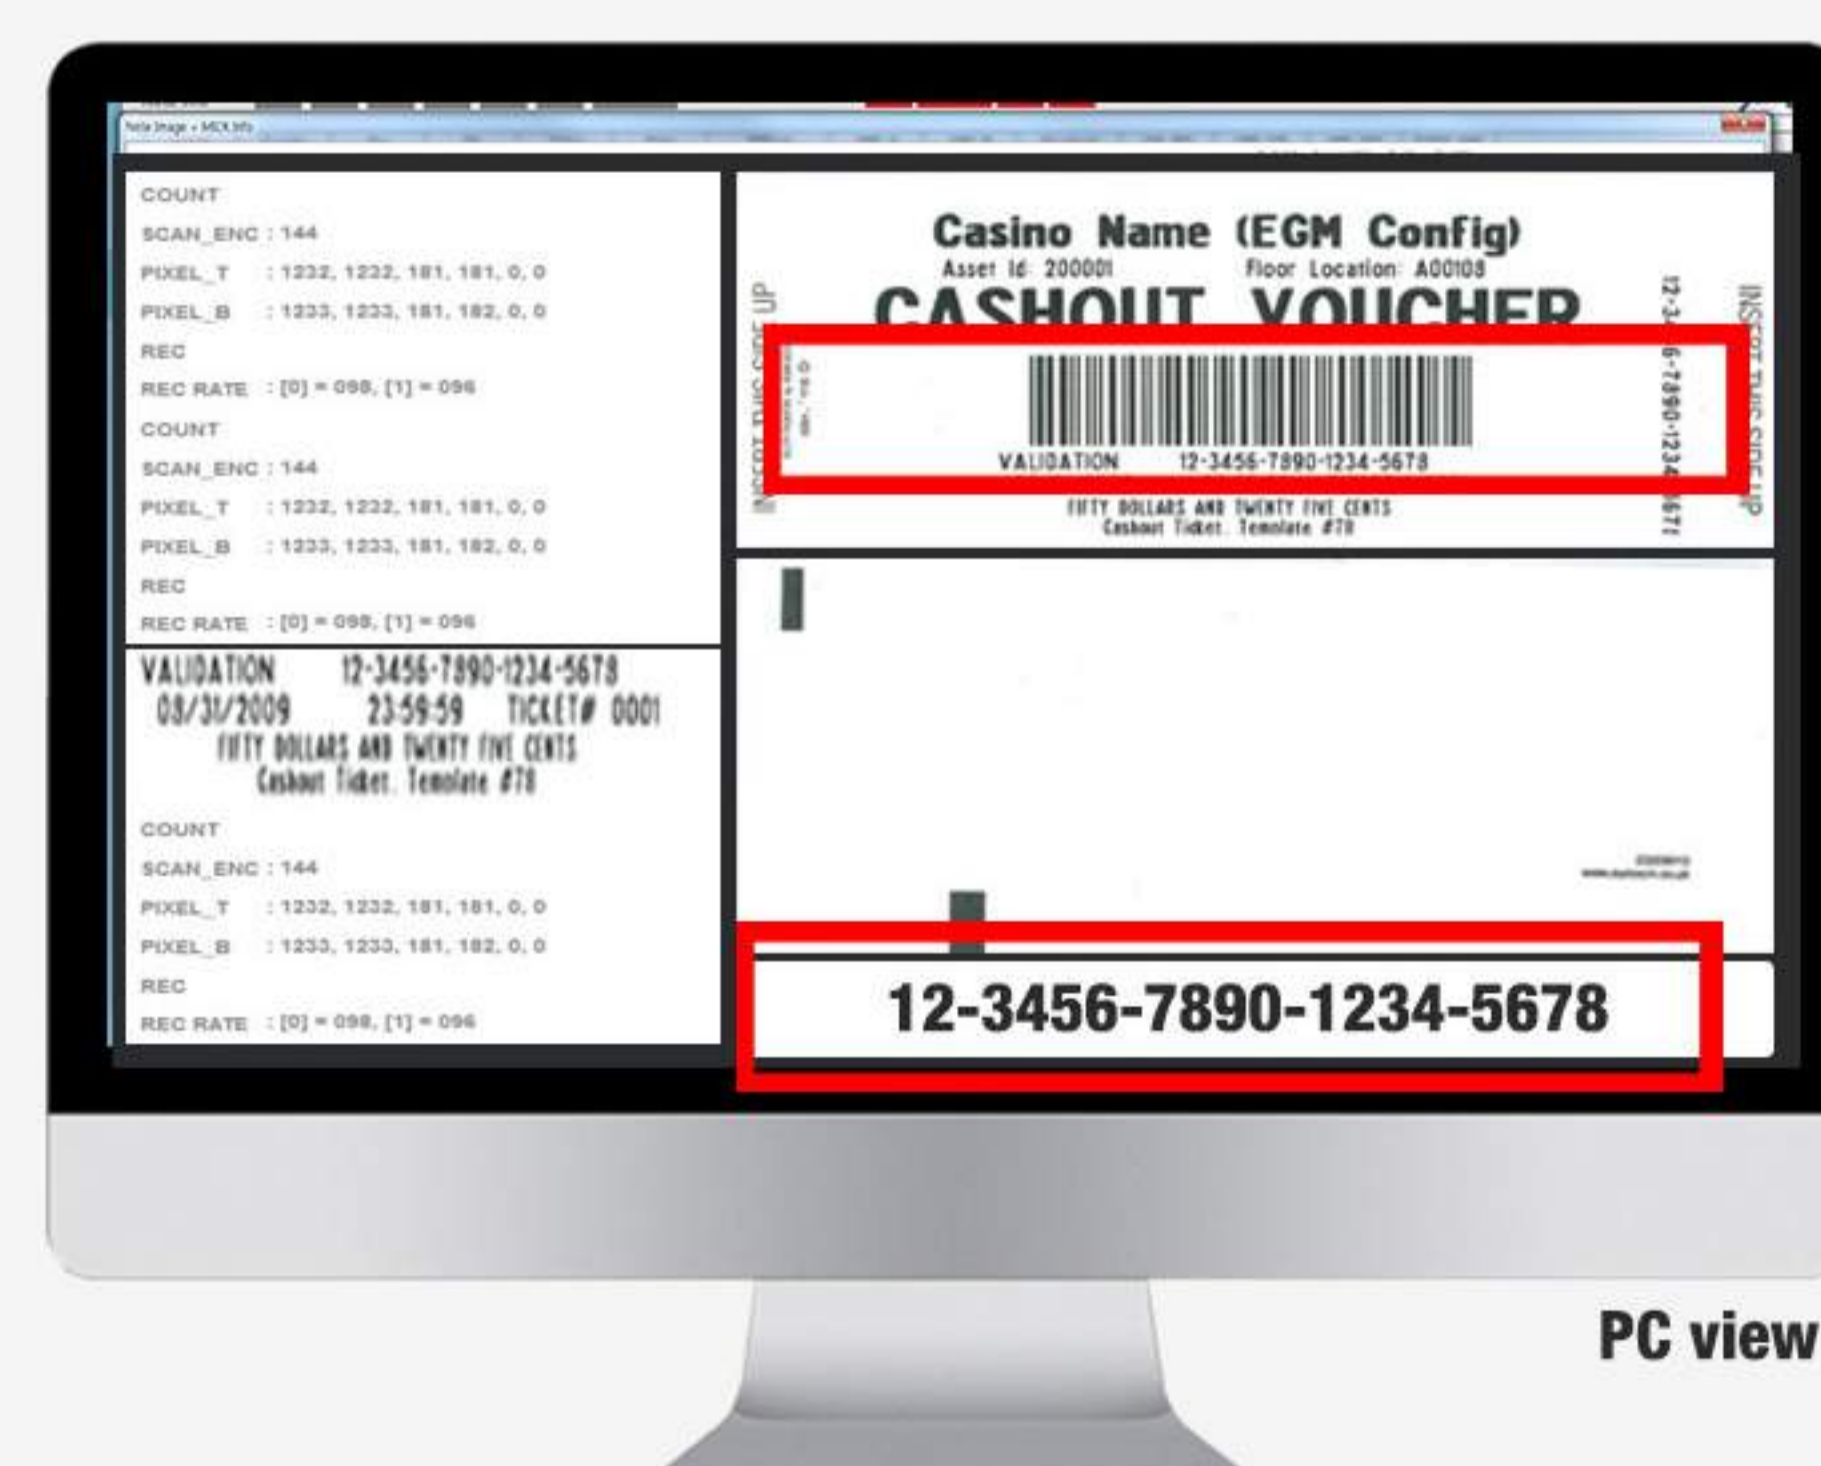 Note Image + MICR Info
COUNT
SCAN_ENC : 144
PIXEL_T : 1232, 1232, 181, 181, 0, 0
PIXEL_B : 1233, 1233, 181, 182, 0, 0
REC
REC RATE : [0] = 098, [1] = 096
COUNT
SCAN_ENC : 144
PIXEL_T : 1232, 1232, 181, 181, 0, 0
PIXEL_B : 1233, 1233, 181, 182, 0, 0
REC
REC RATE : [0] = 098, [1] = 096
VALIDATION 12-3456-7890-1234-5678
08/31/2009 23:59:59 TICKET# 0001
FIFTY DOLLARS AND TWENTY FIVE CENTS
Cashout Ticket. Template #78
COUNT
SCAN_ENC : 144
PIXEL_T : 1232, 1232, 181, 181, 0, 0
PIXEL_B : 1233, 1233, 181, 182, 0, 0
REC
REC RATE : [0] = 098, [1] = 096
Casino Name (EGM Config)
Asset Id: 200001 Floor Location: A00108
CASHOUT VOUCHER
INSERT THIS SIDE UP
VALIDATION 12-3456-7890-1234-5678
FIFTY DOLLARS AND TWENTY FIVE CENTS
Cashout Ticket. Template #78
INSERT THIS SIDE UP
12-3456-7890-1234-5678
PC view